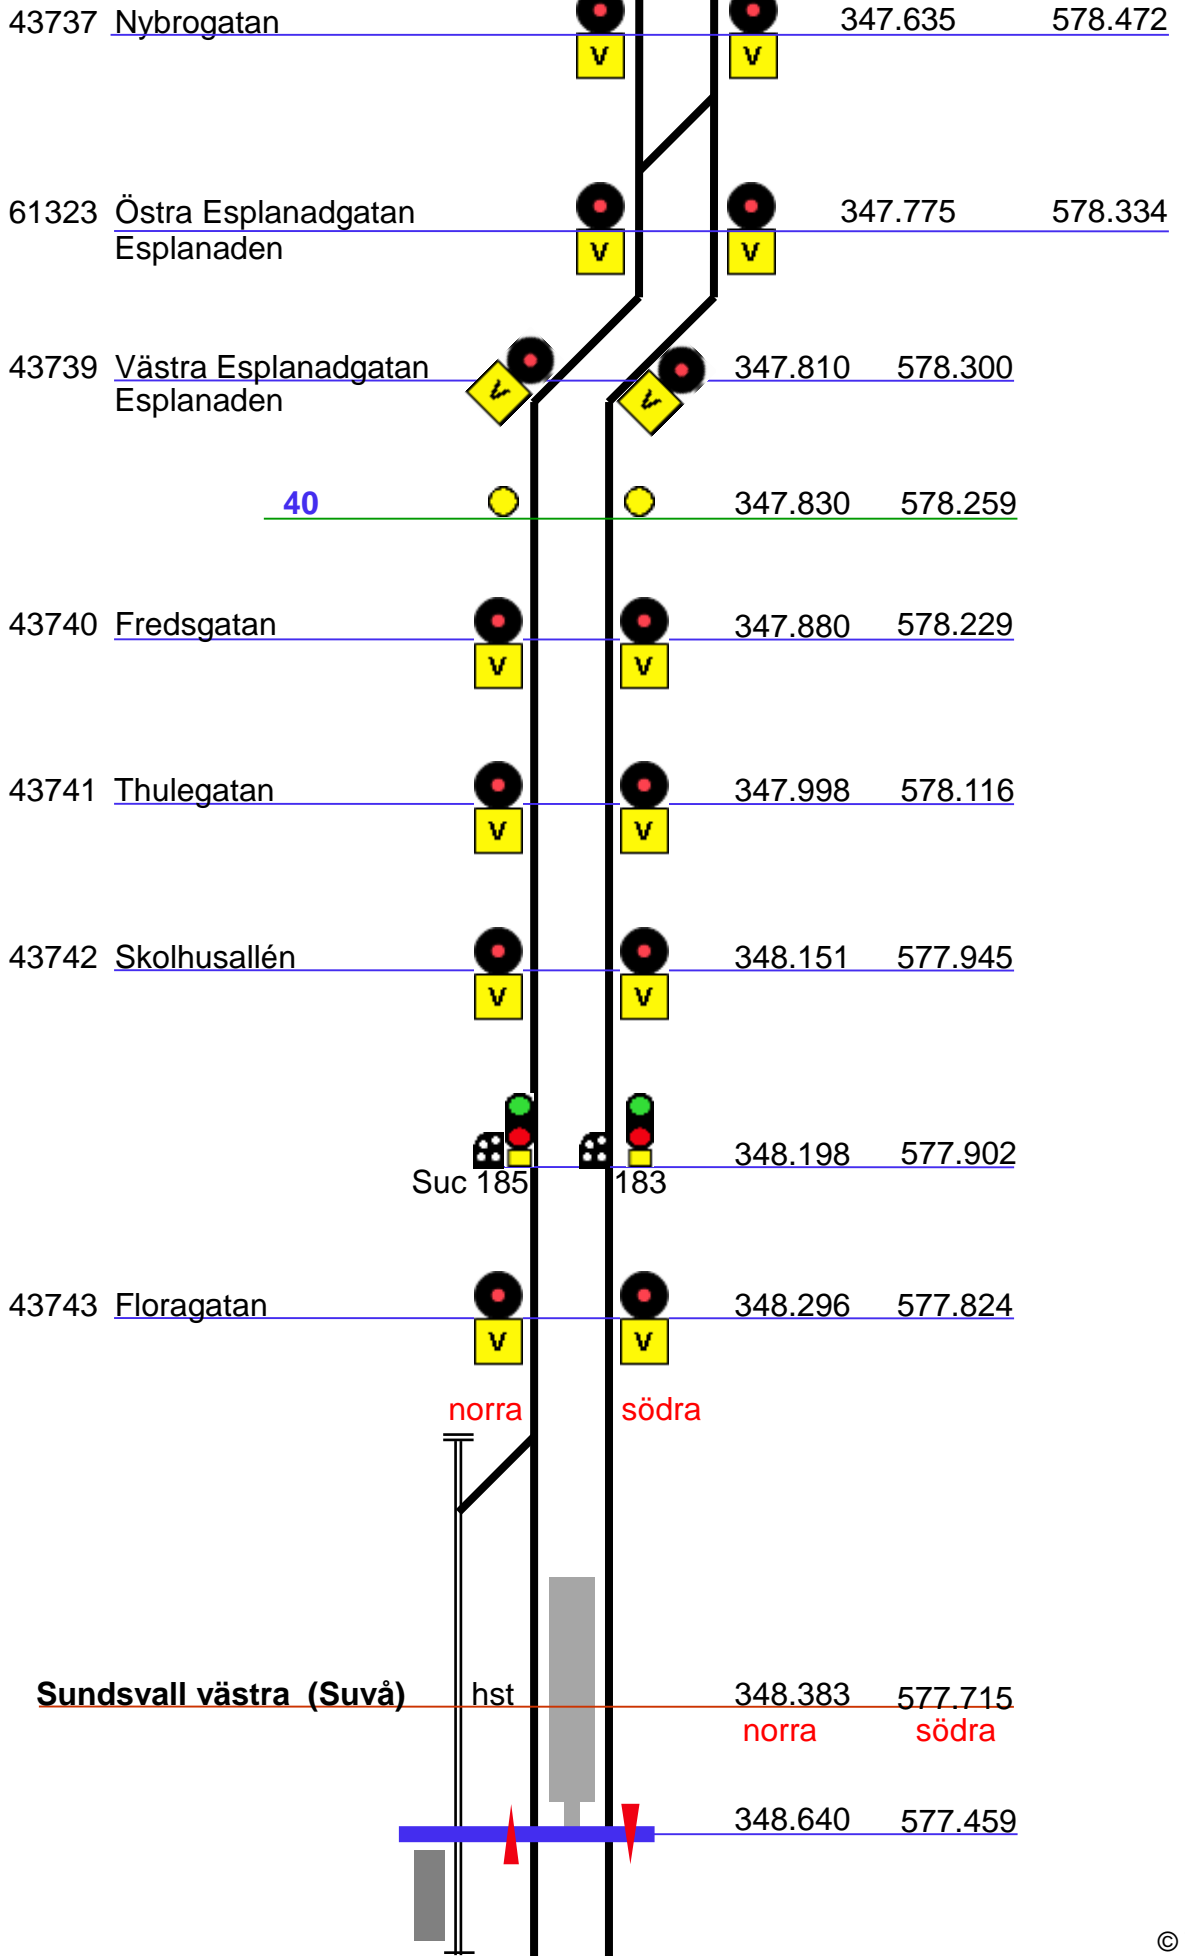 43737 Nybrogatan 347.635 578.472
V V
61323 Östra Esplanadgatan 347.775 578.334
Esplanaden V V
43739 Västra Esplanadgatan 347.810 578.300
Esplanaden V V
40 347.830 578.259
43740 Fredsgatan 347.880 578.229
V V
43741 Thulegatan 347.998 578.116
V V
43742 Skolhusallén 348.151 577.945
V V
348.198 577.902
Suc 185 183
43743 Floragatan 348.296 577.824
V V
norra södra
Sundsvall västra (Suvå) hst 348.383 577.715
norra södra
348.640 577.459
©